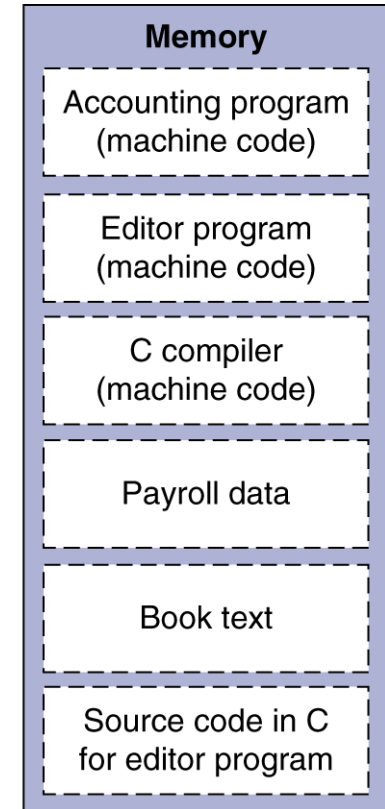 Memory
Accounting program
(machine code)
Editor program
(machine code)
C compiler
(machine code)
Payroll data
Book text
Source code in C
for editor program